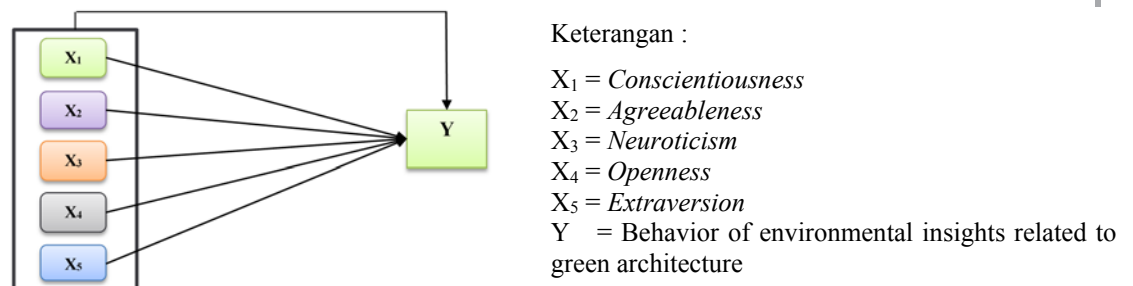 X₁
X₂
X₃
X₄
X₅
Y
Keterangan :
X₁ = Conscientiousness
X₂ = Agreeableness
X₃ = Neuroticism
X₄ = Openness
X₅ = Extraversion
Y = Behavior of environmental insights related to
green architecture